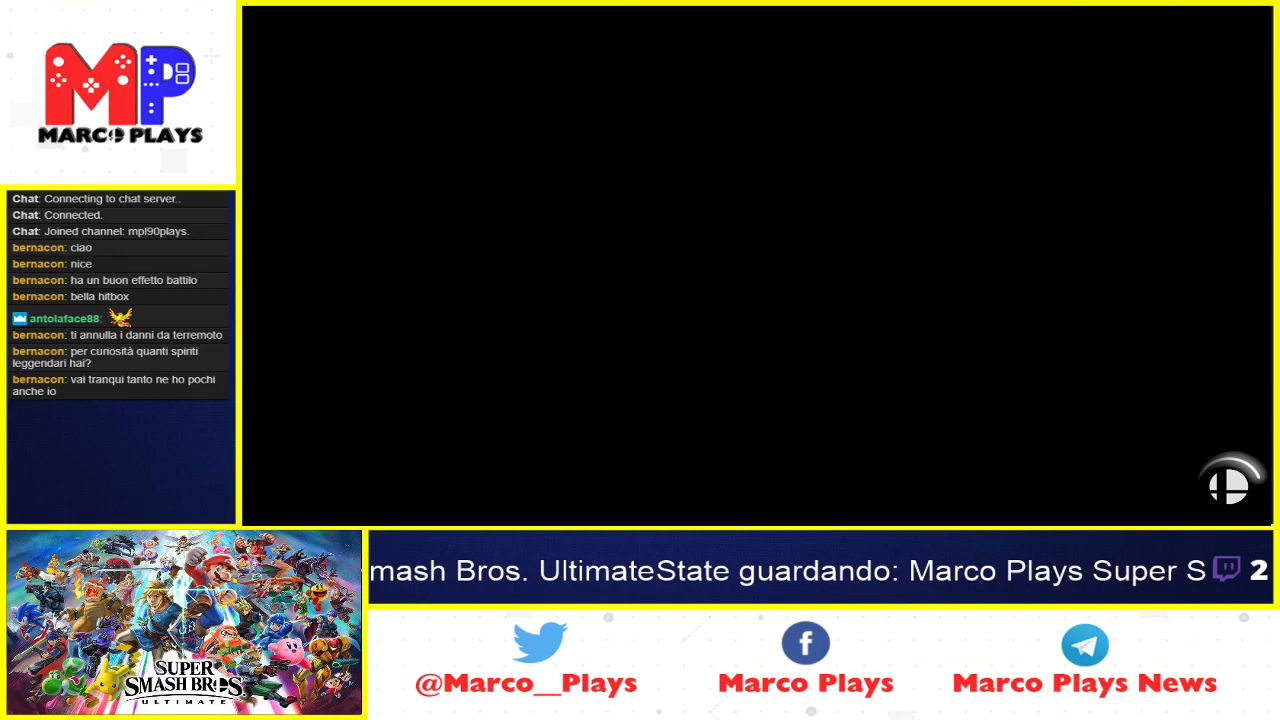 MP
MARCO PLAYS
Chat: Connecting to chat server..
Chat: Connected.
Chat: Joined channel: mpl90plays.
bernacon: ciao
bernacon: nice
bernacon: ha un buon effetto battilo
bernacon: bella hitbox
antolaface88:
bernacon: ti annulla i danni da terremoto
bernacon: per curiosità quanti spiriti
leggendari hai?
bernacon: vai tranqui tanto ne ho pochi
anche io
SUPER
SMASH BROS.
ULTIMATE
mash Bros. UltimateState guardando: Marco Plays Super S 2
@Marco__Plays
Marco Plays
Marco Plays News